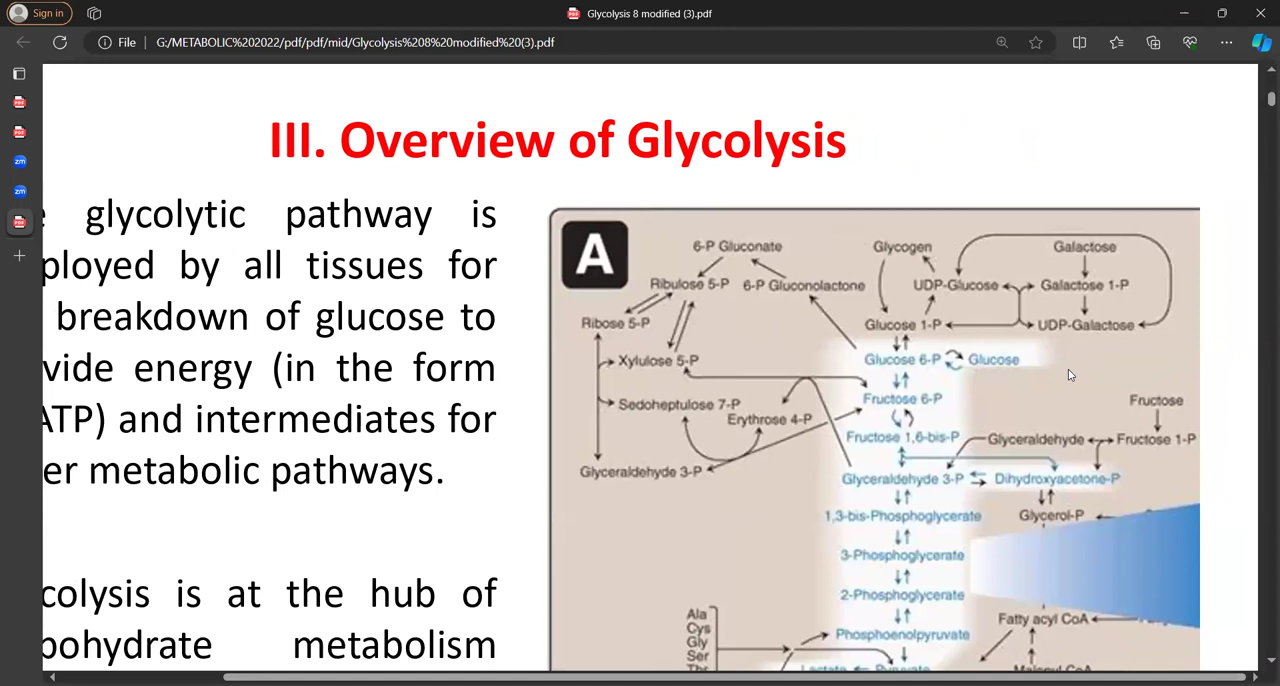 Sign in
Glycolysis 8 modified (3).pdf
File
G:/METABOLIC%202022/pdf/pdf/mid/Glycolysis%208%20modified%20(3).pdf
III. Overview of Glycolysis
glycolytic pathway is
ployed by all tissues for
breakdown of glucose to
vide energy (in the form
ATP) and intermediates for
er metabolic pathways.
colysis is at the hub of
bohydrate metabolism
A
6-P Gluconate
Glycogen
Galactose
Ribulose 5-P
6-P Gluconolactone
UDP-Glucose
Galactose 1-P
Ribose 5-P
Glucose 1-P
UDP-Galactose
Xylulose 5-P
Glucose 6-P
Glucose
Sedoheptulose 7-P
Fructose 6-P
Fructose
Erythrose 4-P
Fructose 1,6-bis-P
Glyceraldehyde
Fructose 1-P
Glyceraldehyde 3-P
Glyceraldehyde 3-P
Dihydroxyacetone-P
1,3-bis-Phosphoglycerate
Glycerol-P
3-Phosphoglycerate
2-Phosphoglycerate
Ala
Cys
Gly
Ser
Fatty acyl CoA
Phosphoenolpyruvate
Lactate
Pyruvate
Malonyl CoA